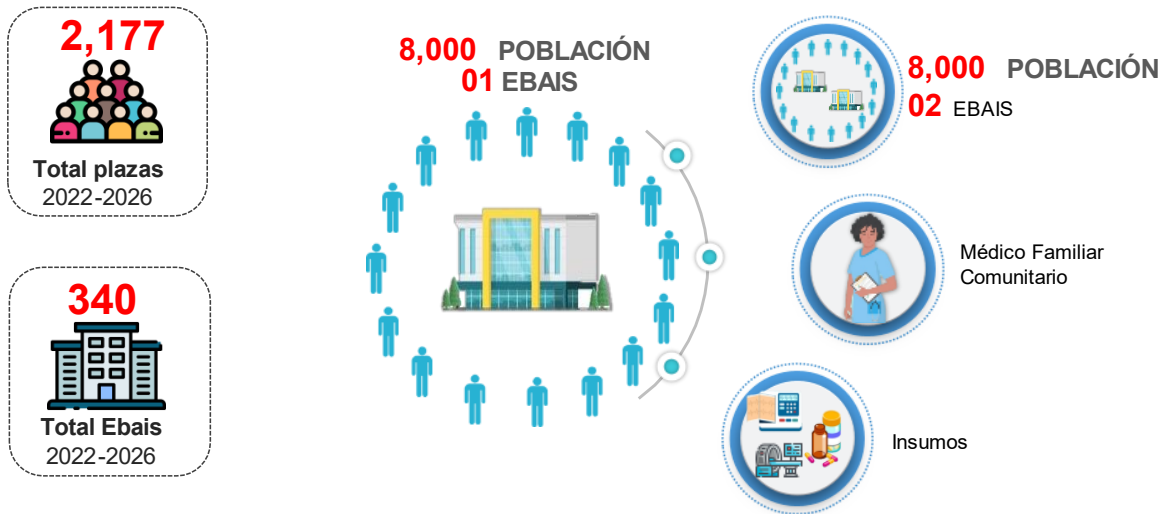 2,177
Total plazas
2022-2026
340
Total Ebais
2022-2026
8,000 POBLACIÓN
01 EBAIS
8,000 POBLACIÓN
02 EBAIS
Médico Familiar
Comunitario
Insumos